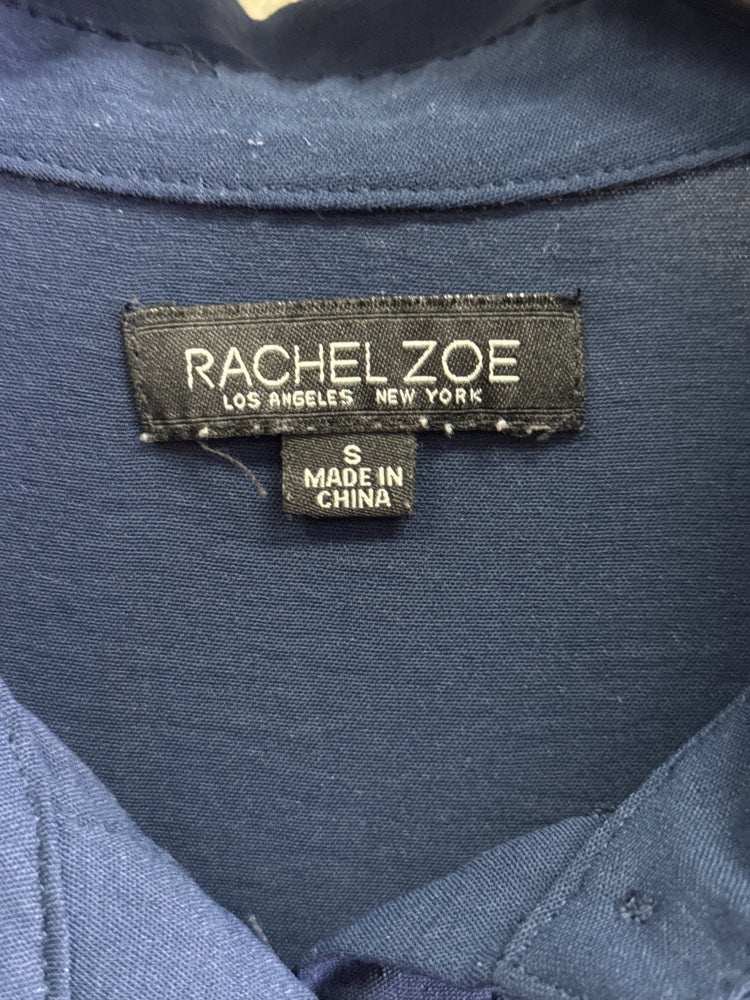 RACHEL ZOE
LOS ANGELES NEW YORK
S
MADE IN
CHINA